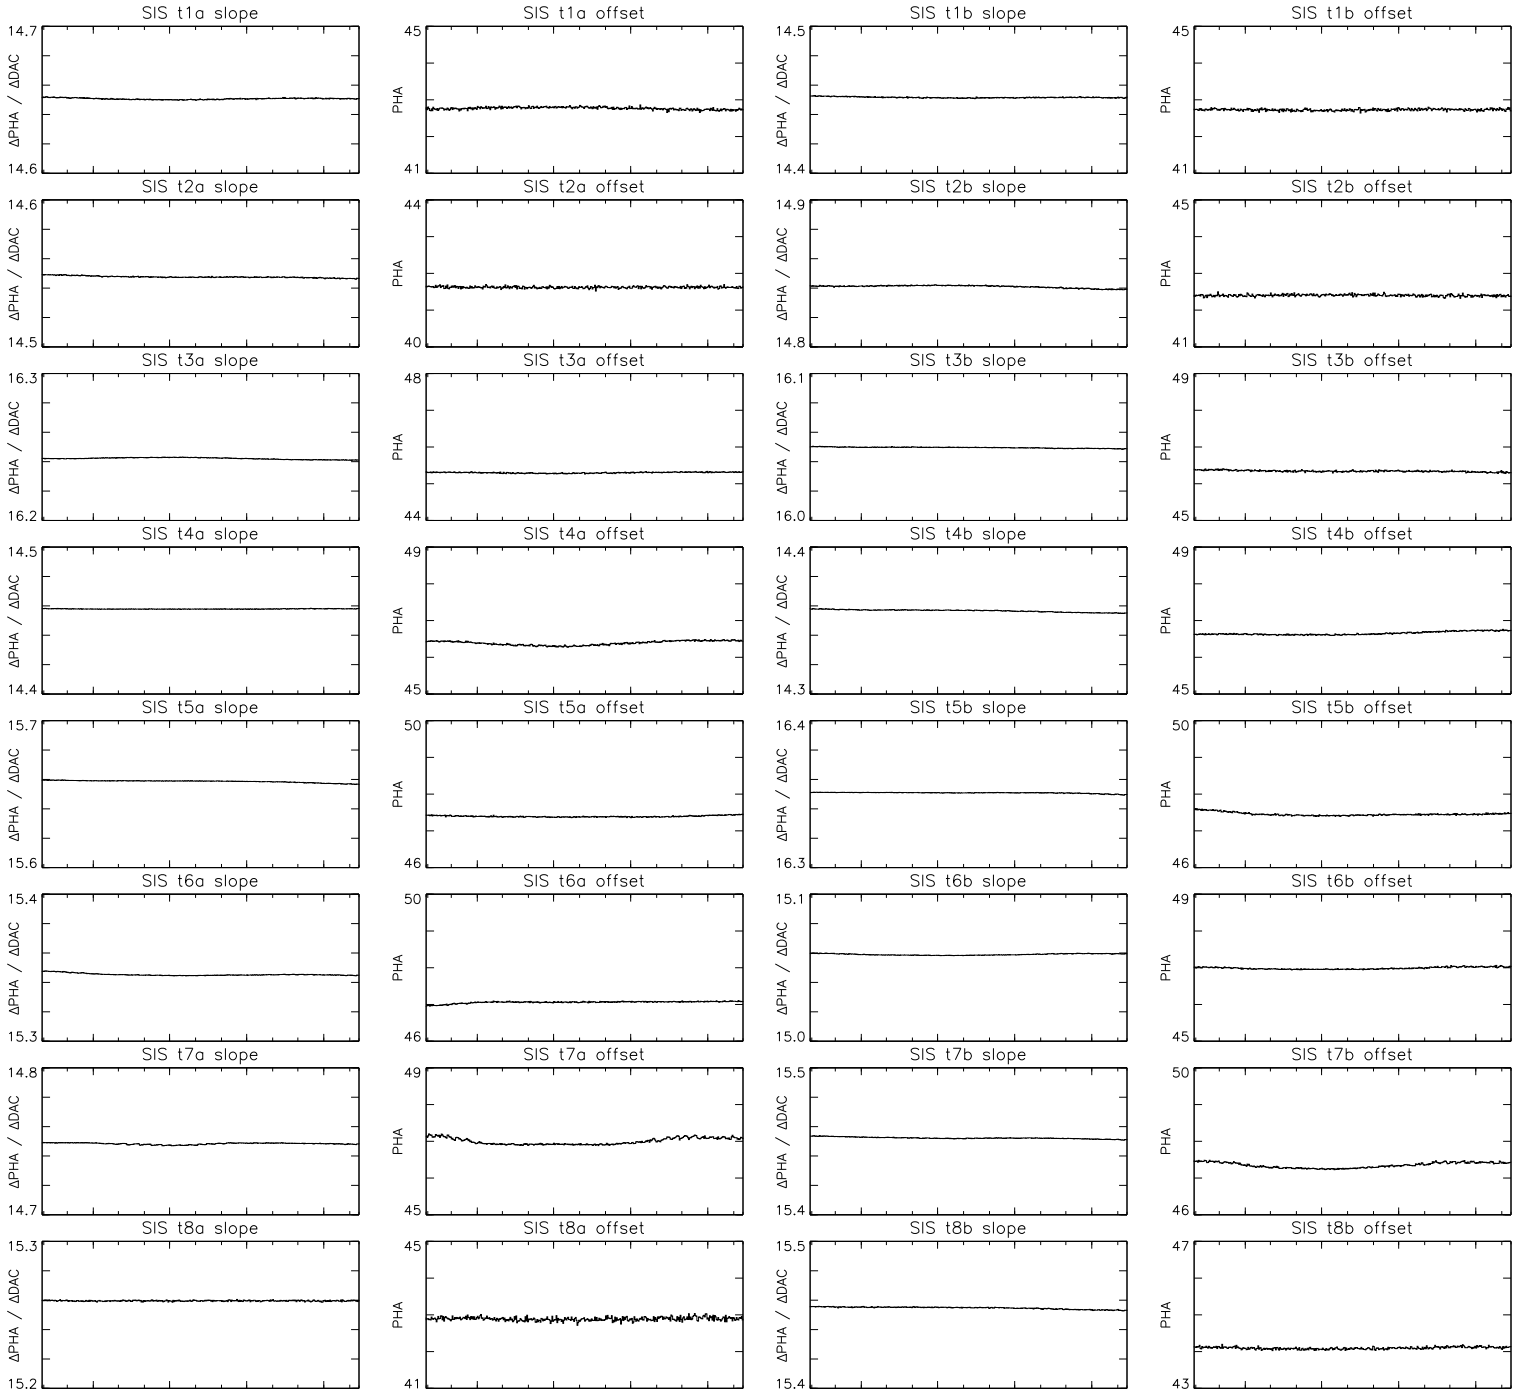 SIS t1a slope
SIS t1a offset
SIS t1b slope
SIS t1b offset
14.7
ΔPHA / ΔDAC
14.6
45
PHA
41
14.5
ΔPHA / ΔDAC
14.4
45
PHA
41
SIS t2a slope
SIS t2a offset
SIS t2b slope
SIS t2b offset
14.6
ΔPHA / ΔDAC
14.5
44
PHA
40
14.9
ΔPHA / ΔDAC
14.8
45
PHA
41
SIS t3a slope
SIS t3a offset
SIS t3b slope
SIS t3b offset
16.3
ΔPHA / ΔDAC
16.2
48
PHA
44
16.1
ΔPHA / ΔDAC
16.0
49
PHA
45
SIS t4a slope
SIS t4a offset
SIS t4b slope
SIS t4b offset
14.5
ΔPHA / ΔDAC
14.4
49
PHA
45
14.4
ΔPHA / ΔDAC
14.3
49
PHA
45
SIS t5a slope
SIS t5a offset
SIS t5b slope
SIS t5b offset
15.7
ΔPHA / ΔDAC
15.6
50
PHA
46
16.4
ΔPHA / ΔDAC
16.3
50
PHA
46
SIS t6a slope
SIS t6a offset
SIS t6b slope
SIS t6b offset
15.4
ΔPHA / ΔDAC
15.3
50
PHA
46
15.1
ΔPHA / ΔDAC
15.0
49
PHA
45
SIS t7a slope
SIS t7a offset
SIS t7b slope
SIS t7b offset
14.8
ΔPHA / ΔDAC
14.7
49
PHA
45
15.5
ΔPHA / ΔDAC
15.4
50
PHA
46
SIS t8a slope
SIS t8a offset
SIS t8b slope
SIS t8b offset
15.3
ΔPHA / ΔDAC
15.2
45
PHA
41
15.5
ΔPHA / ΔDAC
15.4
47
PHA
43